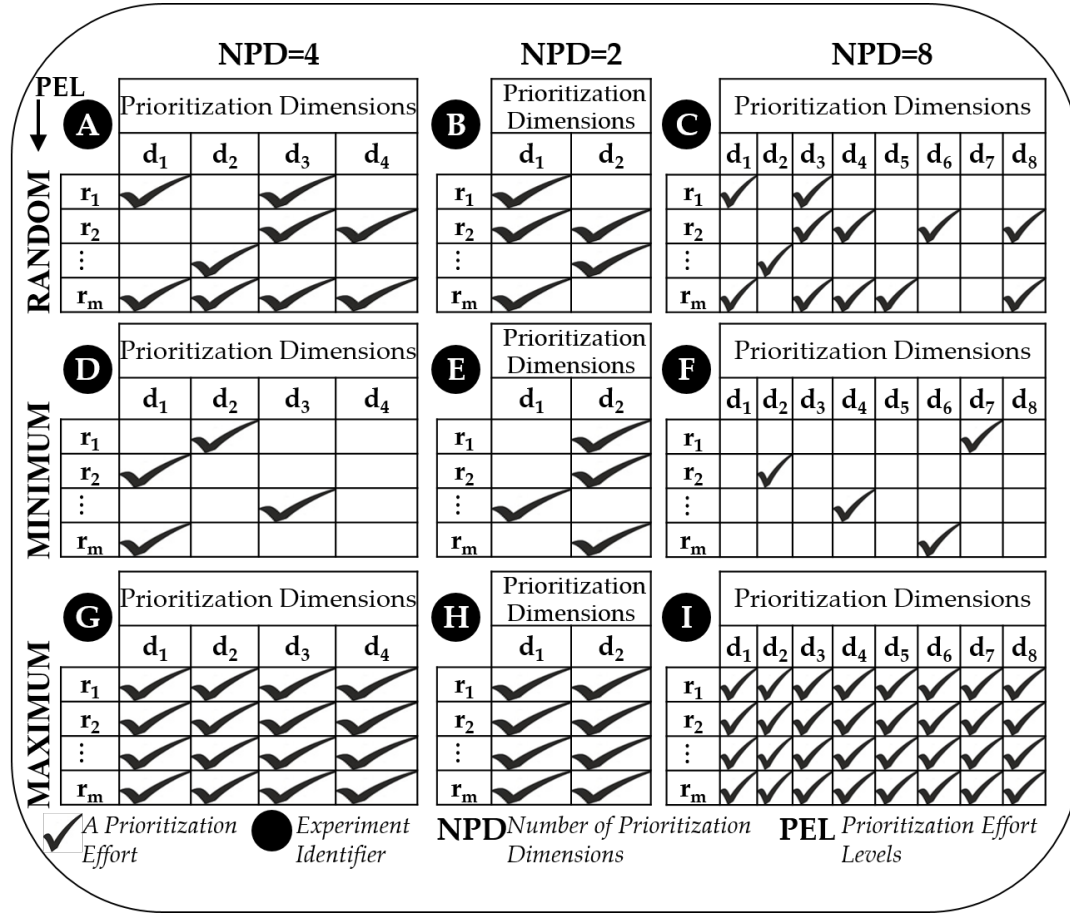 NPD=4 NPD=2 NPD=8
PEL
RANDOM
A Prioritization Dimensions
d1 d2 d3 d4
r1
r2
⋮
rm
B Prioritization
Dimensions
d1 d2
r1
r2
⋮
rm
C Prioritization Dimensions
d1 d2 d3 d4 d5 d6 d7 d8
r1
r2
⋮
rm
MINIMUM
D Prioritization Dimensions
d1 d2 d3 d4
r1
r2
⋮
rm
E Prioritization
Dimensions
d1 d2
r1
r2
⋮
rm
F Prioritization Dimensions
d1 d2 d3 d4 d5 d6 d7 d8
r1
r2
⋮
rm
MAXIMUM
G Prioritization Dimensions
d1 d2 d3 d4
r1
r2
⋮
rm
H Prioritization
Dimensions
d1 d2
r1
r2
⋮
rm
I Prioritization Dimensions
d1 d2 d3 d4 d5 d6 d7 d8
r1
r2
⋮
rm
A Prioritization
Effort
Experiment
Identifier
NPD Number of Prioritization
Dimensions
PEL Prioritization Effort
Levels